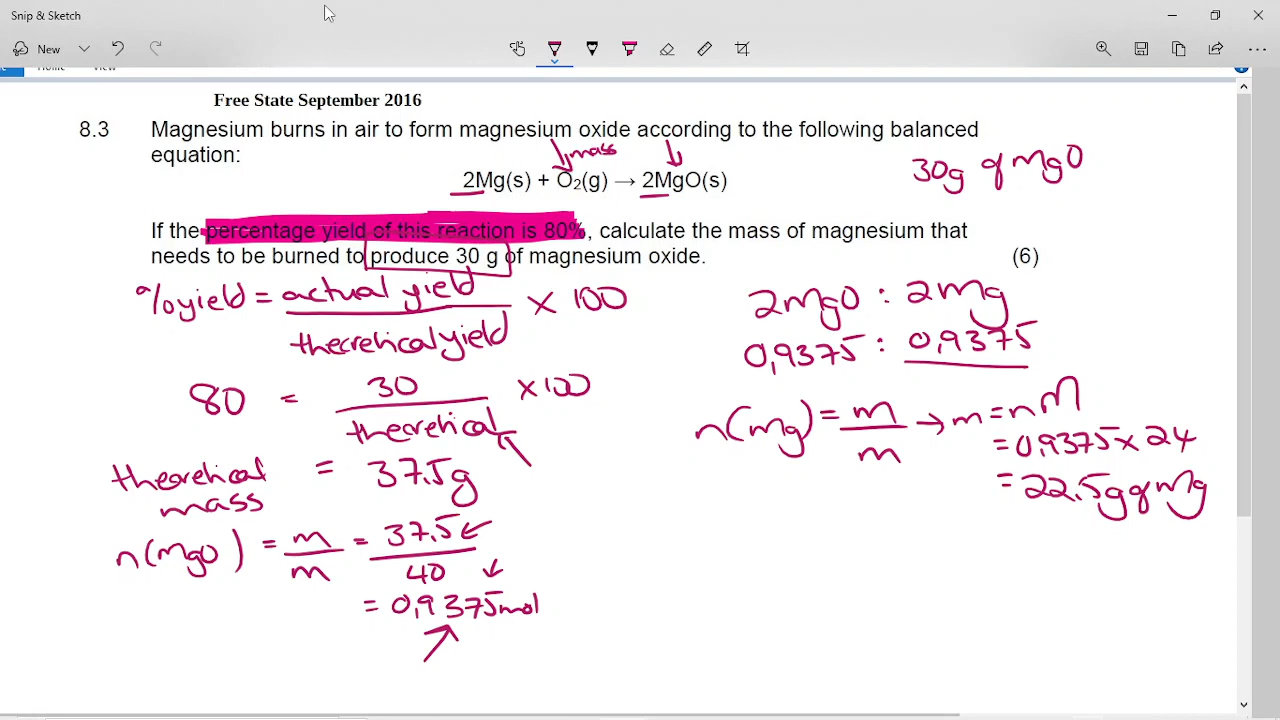 Snip & Sketch
New
Free State September 2016
8.3 Magnesium burns in air to form magnesium oxide according to the following balanced
equation:
mass
2Mg(s) + O₂(g) → 2MgO(s)
30g of MgO
If the percentage yield of this reaction is 80%, calculate the mass of magnesium that
needs to be burned to produce 30 g of magnesium oxide. (6)
% yield = actual yield / theoretical yield × 100
80 = 30 / theoretical × 100
theoretical mass = 37.5g
n(MgO) = m/m = 37.5/40
= 0,9375mol
2MgO : 2Mg
0,9375 : 0,9375
n(Mg) = m/m → m = nM
= 0,9375 × 24
= 22.5g of Mg